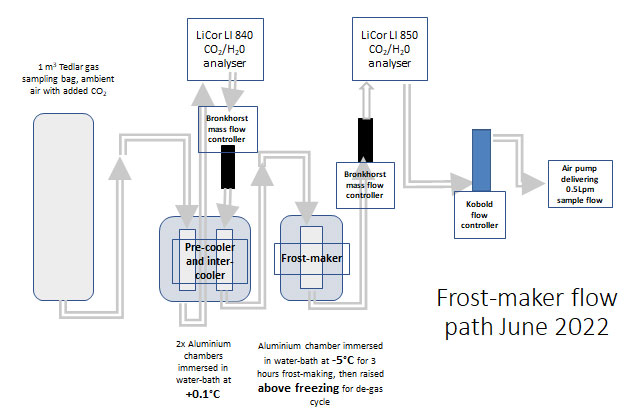 LiCor LI 840
CO₂/H₂0
analyser
LiCor LI 850
CO₂/H₂0
analyser
1 m³ Tedlar gas
sampling bag, ambient
air with added CO₂
Bronkhorst
mass flow
controller
Bronkhorst
mass flow
controller
Kobold
flow
controller
Air pump
delivering
0.5Lpm
sample flow
Pre-cooler
and inter-
cooler
Frost-maker
Frost-maker flow
path June 2022
2x Aluminium
chambers
immersed in
water-bath at
+0.1°C
Aluminium chamber immersed
in water-bath at -5°C for 3
hours frost-making, then raised
above freezing for de-gas
cycle